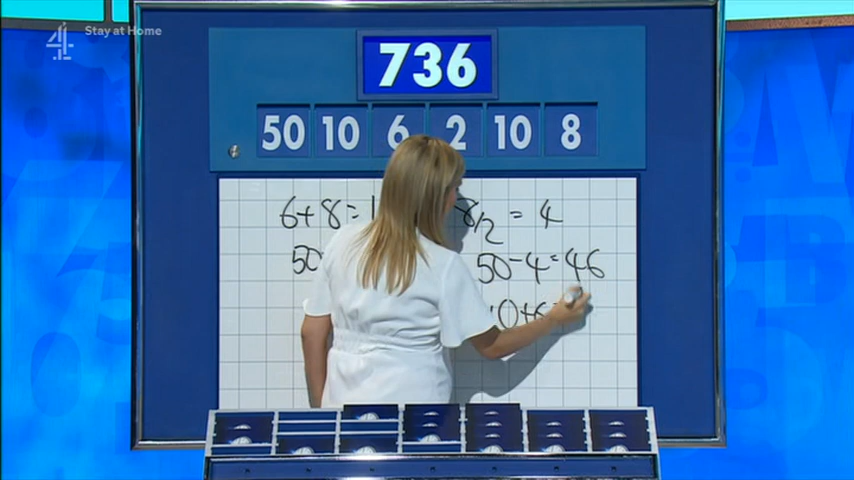 4 Stay at Home
736
50 10 6 2 10 8
6+8=
8/2 = 4
50
50-4=46
10+6=